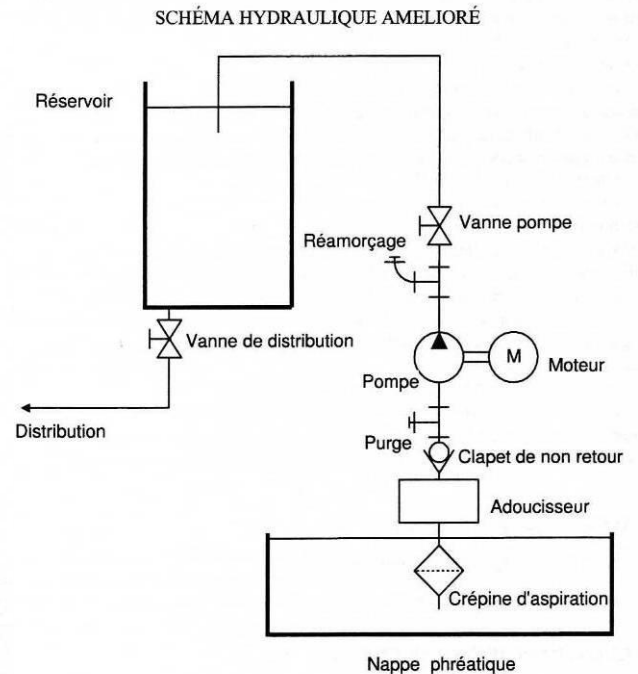 SCHÉMA HYDRAULIQUE AMELIORÉ
Réservoir
Vanne pompe
Réamorçage
Vanne de distribution
M
Moteur
Pompe
Distribution
Purge
Clapet de non retour
Adoucisseur
Crépine d'aspiration
Nappe phréatique